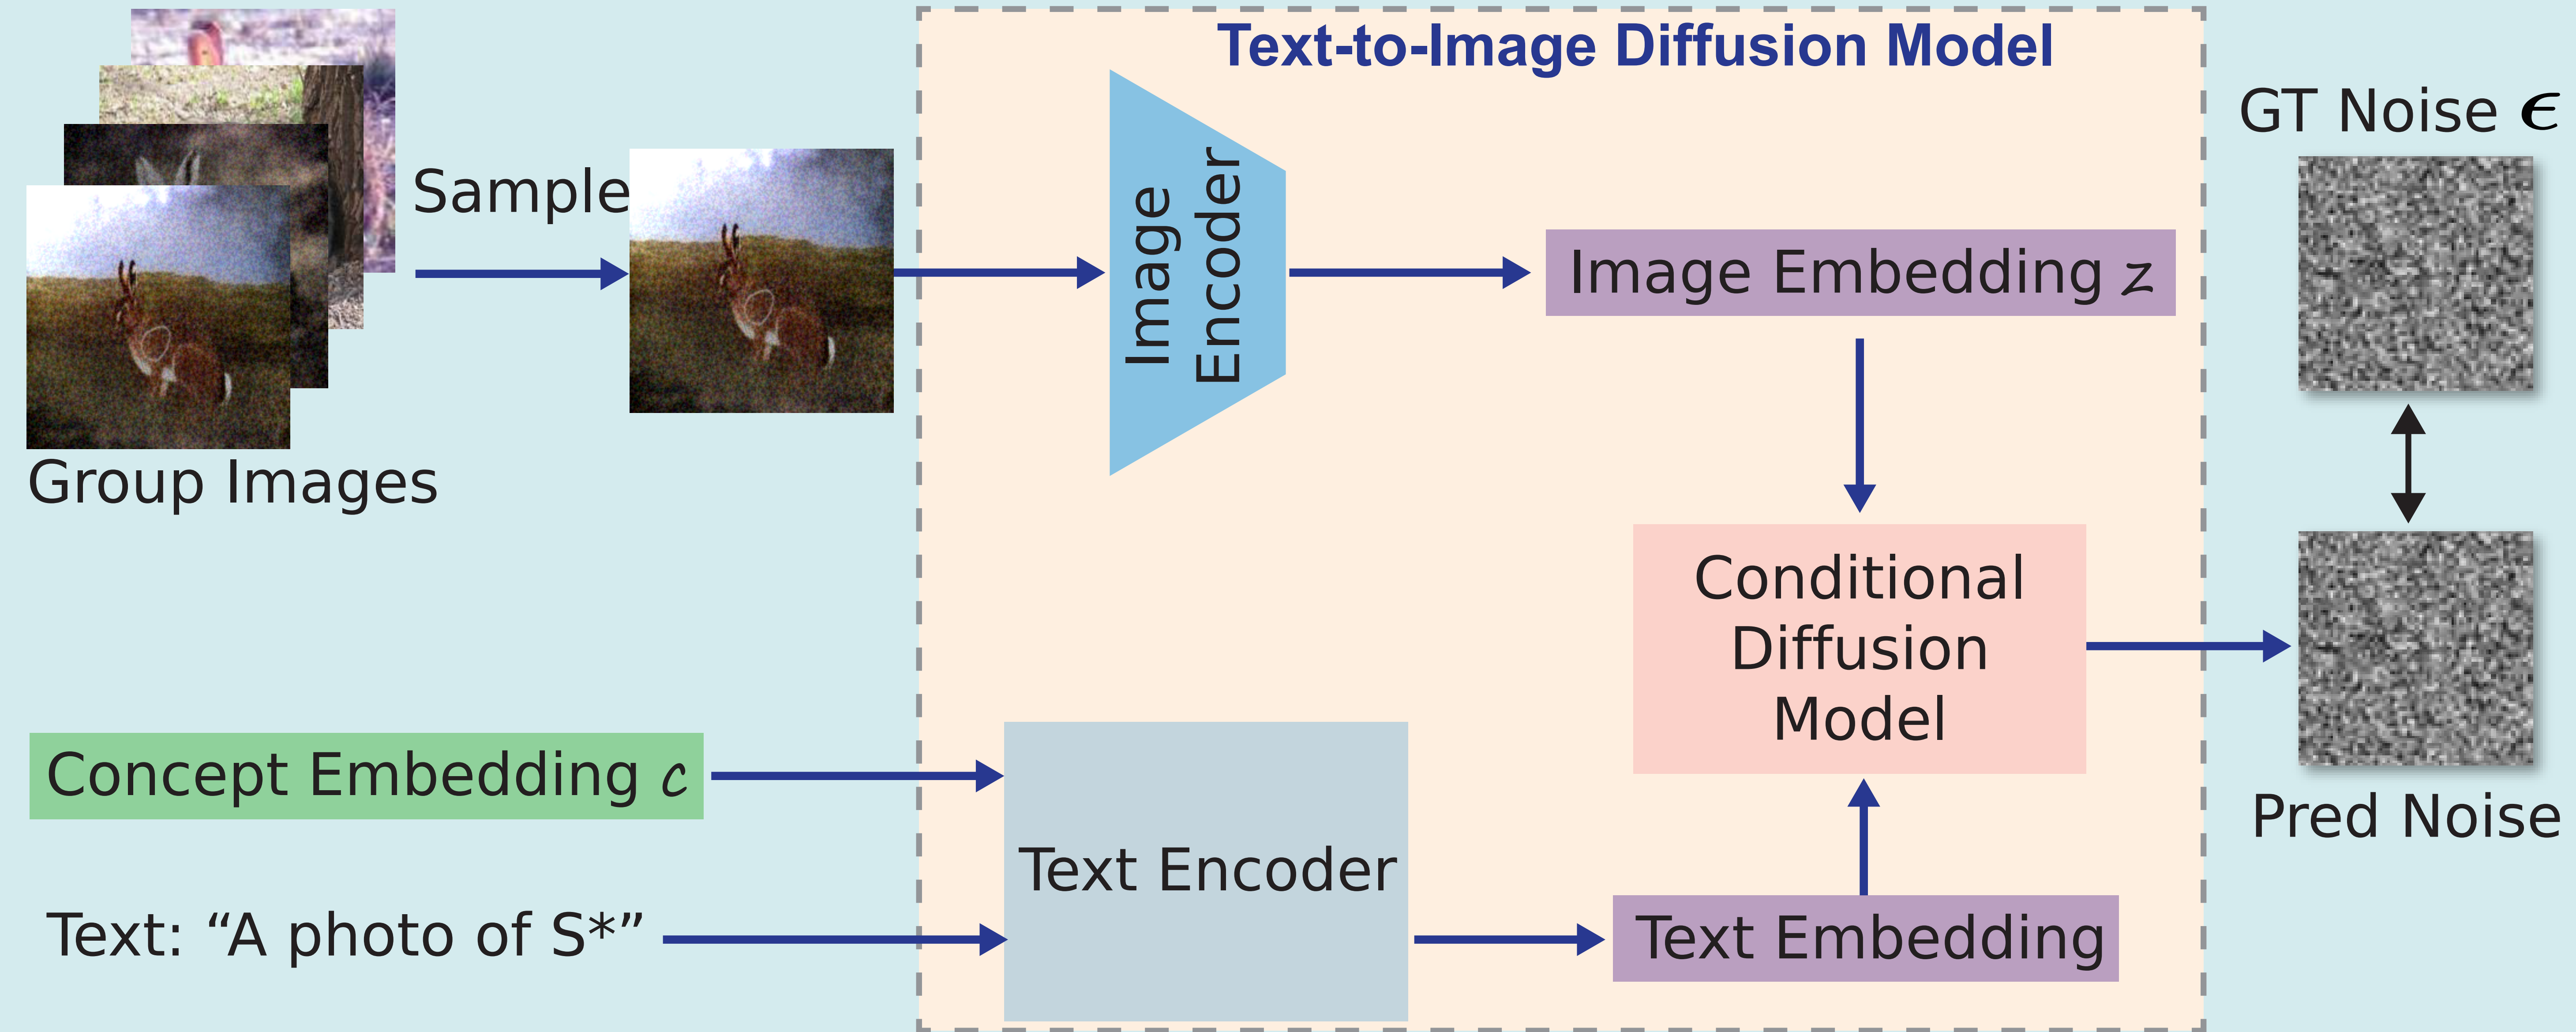 Text-to-Image Diffusion Model
GT Noise ϵ
Sample
Image
Encoder
Image Embedding z
Group Images
Conditional
Diffusion
Model
Concept Embedding c
Text Encoder
Pred Noise
Text: “A photo of S*”
Text Embedding